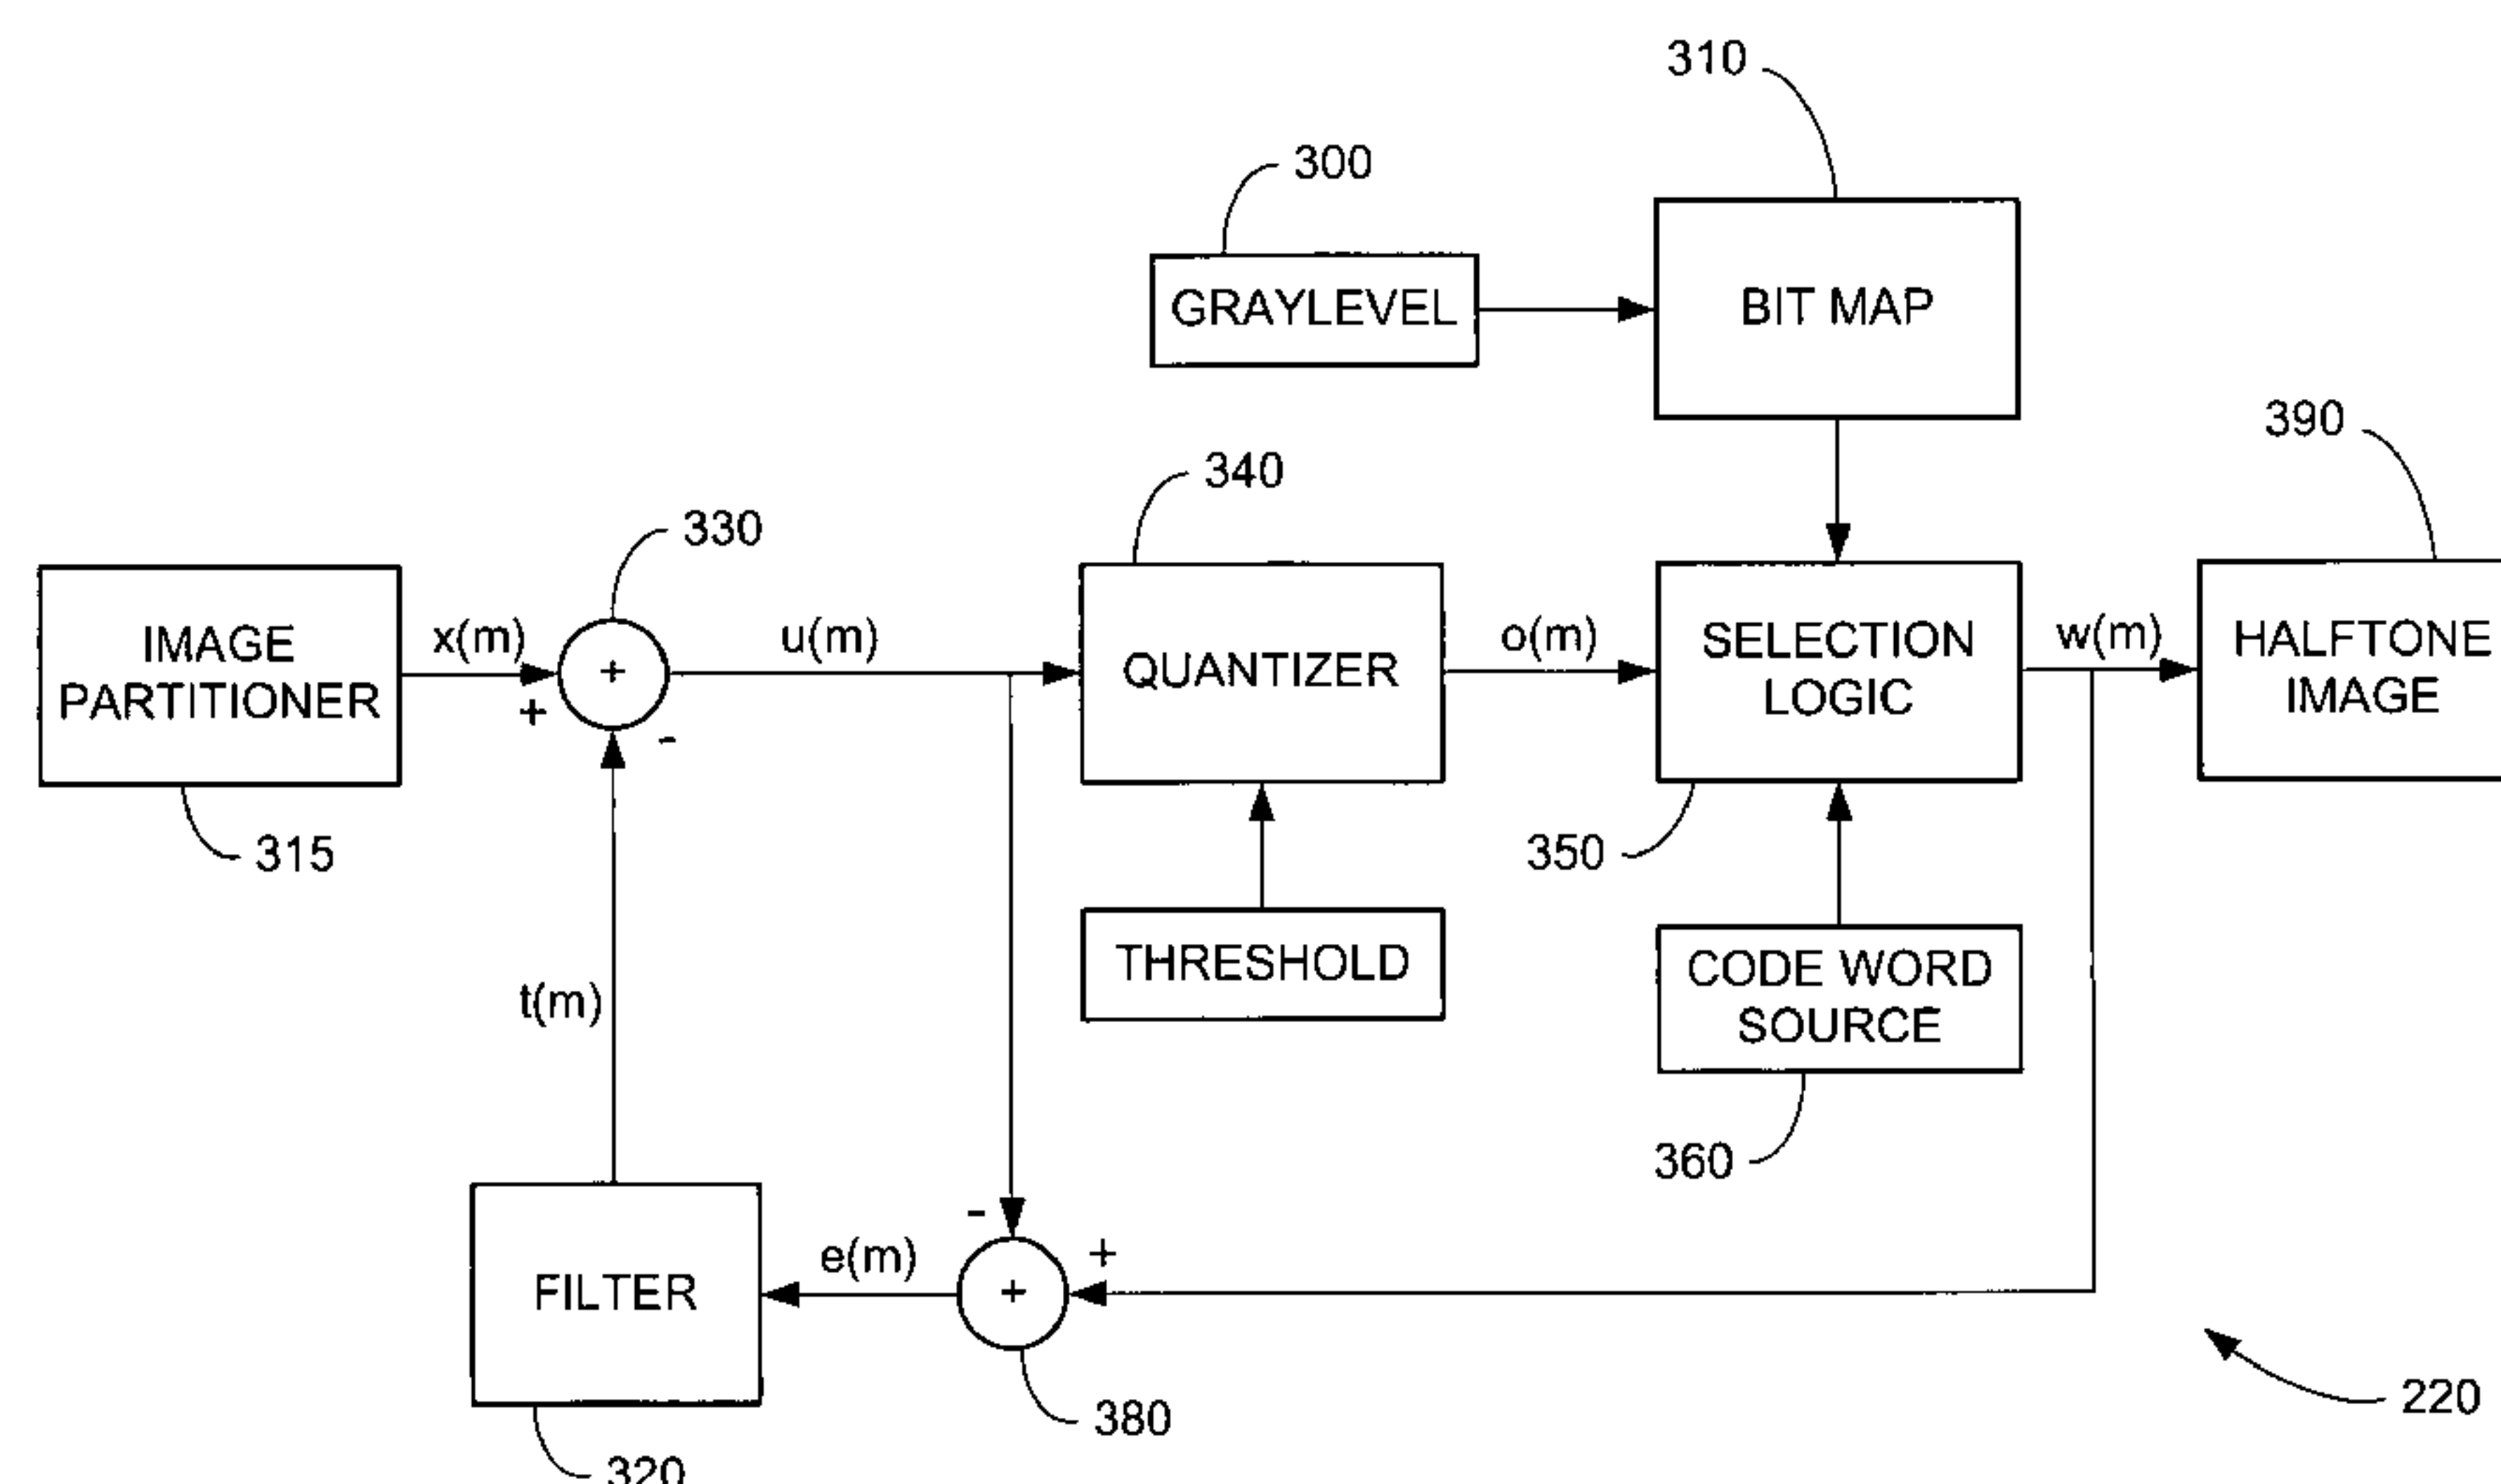 310
300
GRAYLEVEL
BIT MAP
390
340
330
IMAGE
PARTITIONER
x(m)
+
+
-
u(m)
QUANTIZER
o(m)
SELECTION
LOGIC
w(m)
HALFTONE
IMAGE
315
350
THRESHOLD
CODE WORD
SOURCE
t(m)
360
-
+
FILTER
e(m)
+
380
220
320